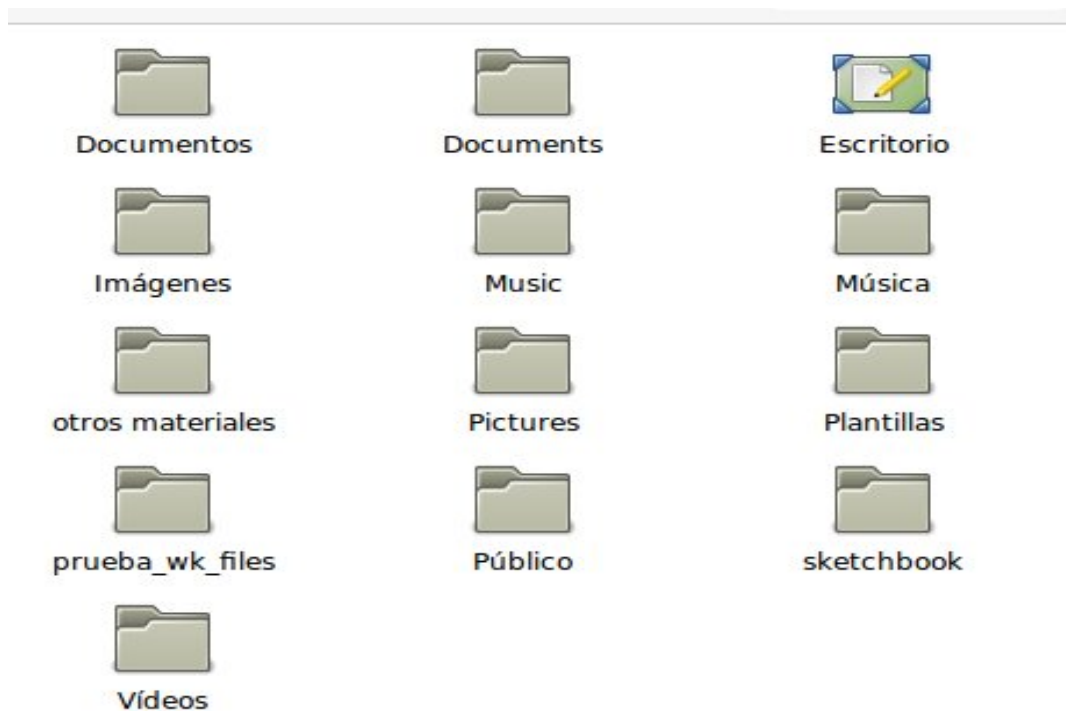 Documentos
Documents
Escritorio
Imágenes
Music
Música
otros materiales
Pictures
Plantillas
prueba_wk_files
Público
sketchbook
Vídeos